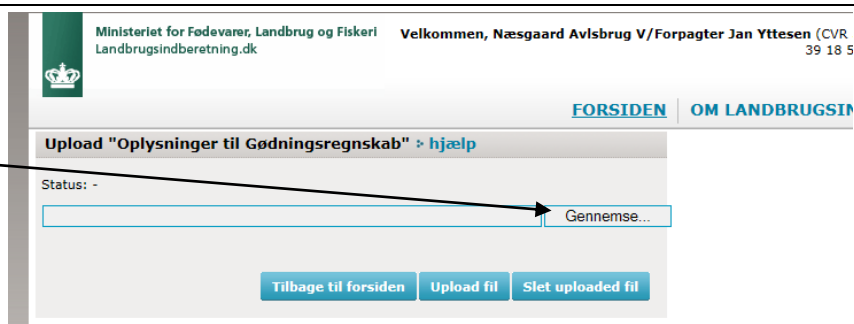 Ministeriet for Fødevarer, Landbrug og Fiskeri
Landbrugsindberetning.dk
Velkommen, Næsgaard Avlsbrug V/Forpagter Jan Yttesen (CVR
39 18 5
FORSIDEN
OM LANDBRUGSIN
Upload "Oplysninger til Gødningsregnskab" > hjælp
Status: -
Gennemse...
Tilbage til forsiden
Upload fil
Slet uploaded fil